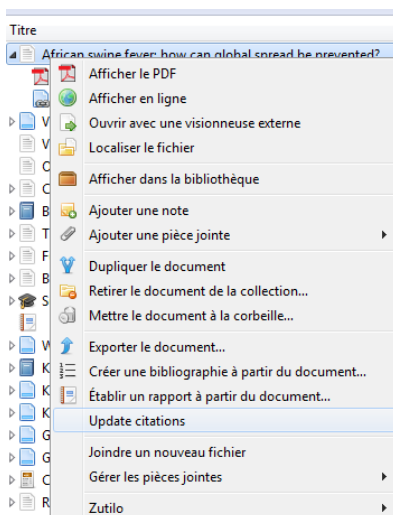 Titre
African swine fever: how can global spread be prevented?
Afficher le PDF
Afficher en ligne
V
Ouvrir avec une visionneuse externe
V
Localiser le fichier
O
C
Afficher dans la bibliothèque
B
Ajouter une note
T
Ajouter une pièce jointe
F
Dupliquer le document
B
Retirer le document de la collection...
S
Mettre le document à la corbeille...
W
Exporter le document...
K
Créer une bibliographie à partir du document...
K
Établir un rapport à partir du document...
K
Update citations
G
Joindre un nouveau fichier
G
C
Gérer les pièces jointes
R
Zutilo